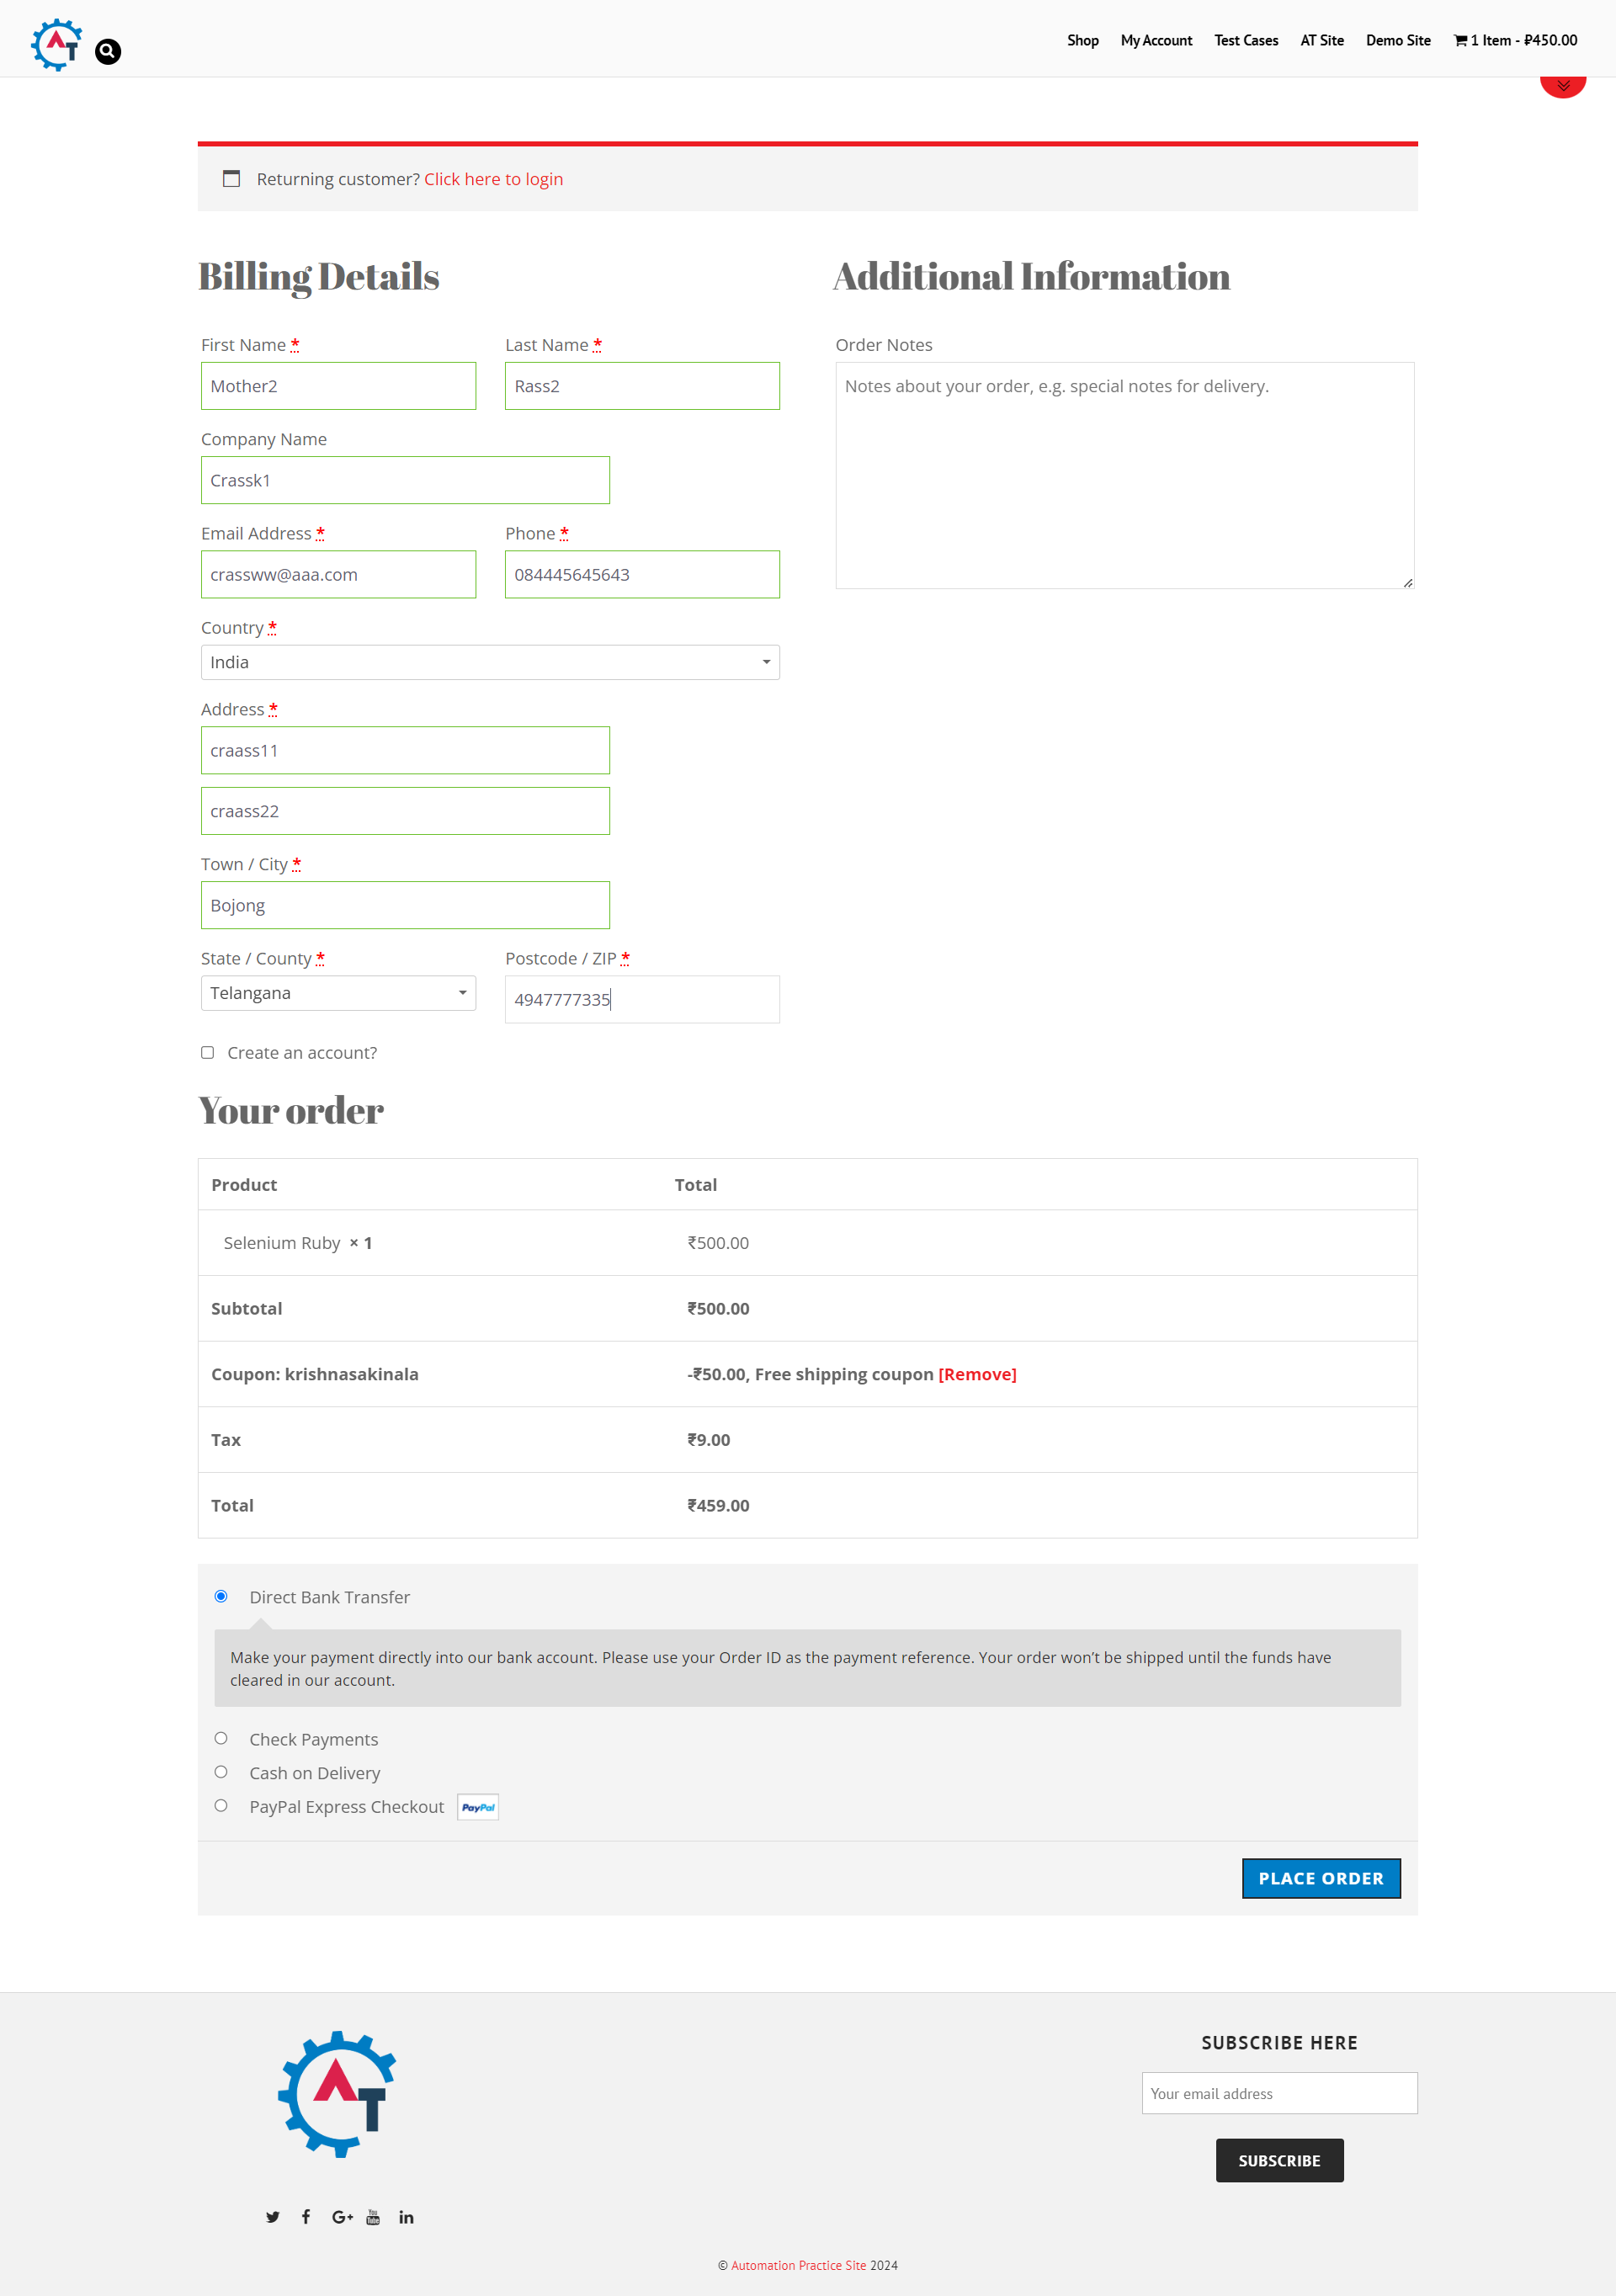 AT
Shop My Account Test Cases AT Site Demo Site 1 Item - ₽450.00
Returning customer? Click here to login
Billing Details
First Name *
Last Name *
Mother2
Rass2
Company Name
Crassk1
Email Address *
Phone *
crassww@aaa.com
084445645643
Country *
India
Address *
craass11
craass22
Town / City *
Bojong
State / County *
Postcode / ZIP *
Telangana
4947777335
Create an account?
Additional Information
Order Notes
Notes about your order, e.g. special notes for delivery.
Your order
Product Total
Selenium Ruby × 1 ₹500.00
Subtotal ₹500.00
Coupon: krishnasakinala -₹50.00, Free shipping coupon [Remove]
Tax ₹9.00
Total ₹459.00
Direct Bank Transfer
Make your payment directly into our bank account. Please use your Order ID as the payment reference. Your order won’t be shipped until the funds have
cleared in our account.
Check Payments
Cash on Delivery
PayPal Express Checkout PayPal
PLACE ORDER
AT
SUBSCRIBE HERE
Your email address
SUBSCRIBE
G+ You Tube in
© Automation Practice Site 2024